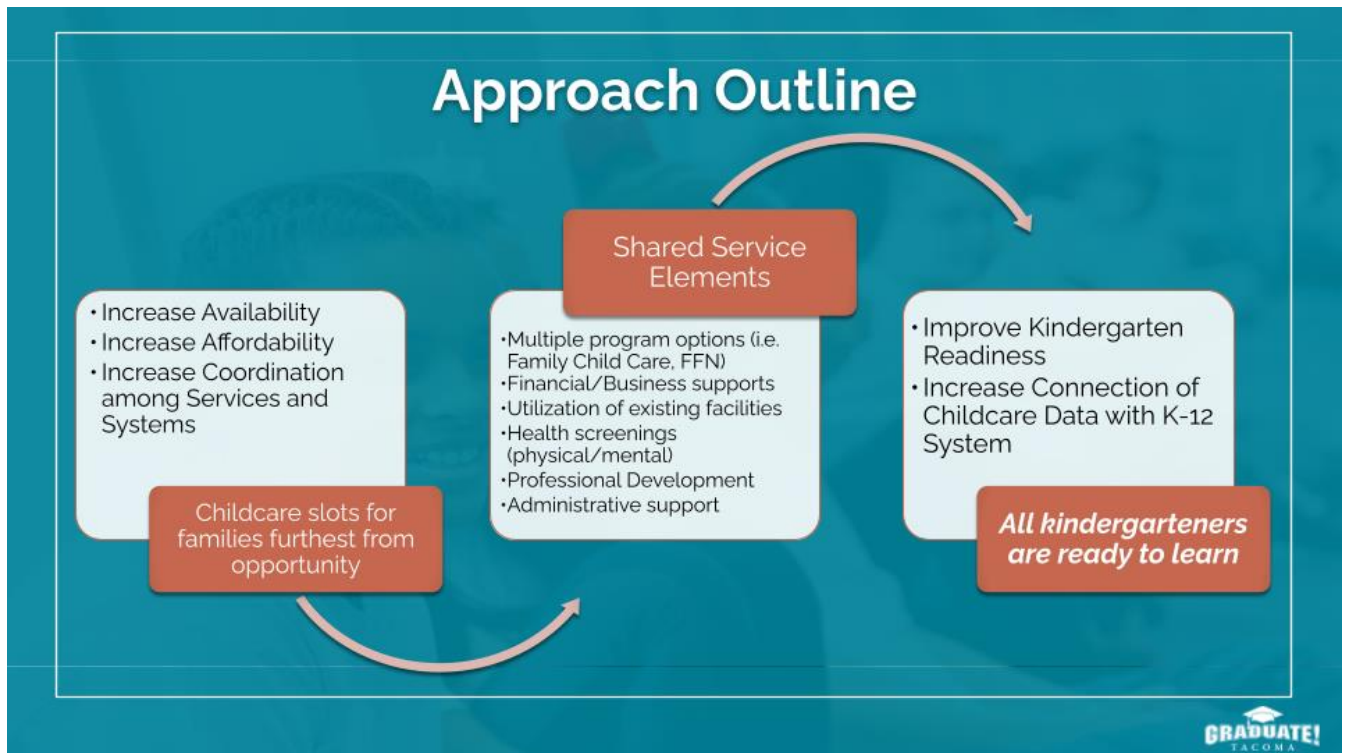 Approach Outline
• Increase Availability
• Increase Affordability
• Increase Coordination
among Services and
Systems
Childcare slots for
families furthest from
opportunity
Shared Service
Elements
•Multiple program options (i.e.
Family Child Care, FFN)
•Financial/Business supports
•Utilization of existing facilities
•Health screenings
(physical/mental)
•Professional Development
•Administrative support
• Improve Kindergarten
Readiness
• Increase Connection of
Childcare Data with K-12
System
All kindergarteners
are ready to learn
GRADUATE!
TACOMA